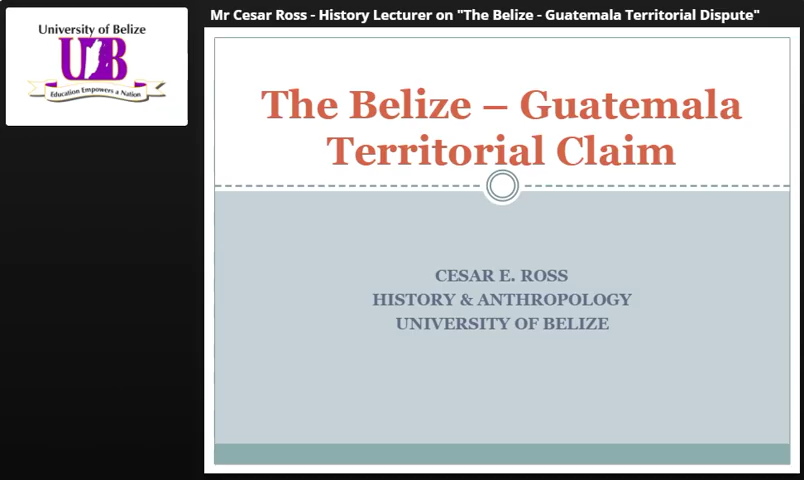 Mr Cesar Ross - History Lecturer on "The Belize - Guatemala Territorial Dispute"
University of Belize
UB
Education Empowers a Nation
The Belize – Guatemala
Territorial Claim
CESAR E. ROSS
HISTORY & ANTHROPOLOGY
UNIVERSITY OF BELIZE